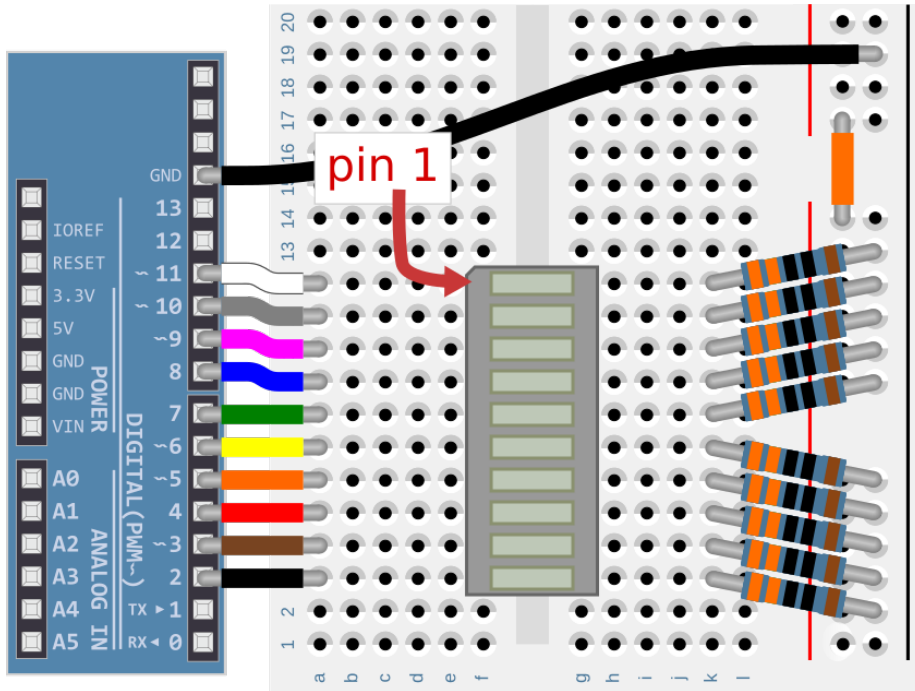 pin 1
IOREF
RESET
3.3V
5V
GND
GND
VIN
POWER
A0
A1
A2
A3
A4
A5
ANALOG IN
GND
13
12
~ 11
~ 10
~9
8
7
~6
~5
4
~3
2
TX ▸ 1
RX ◂ 0
DIGITAL (PWM~)
20
19
18
17
16
15
14
13
2
1
a b c d e f g h i j k l